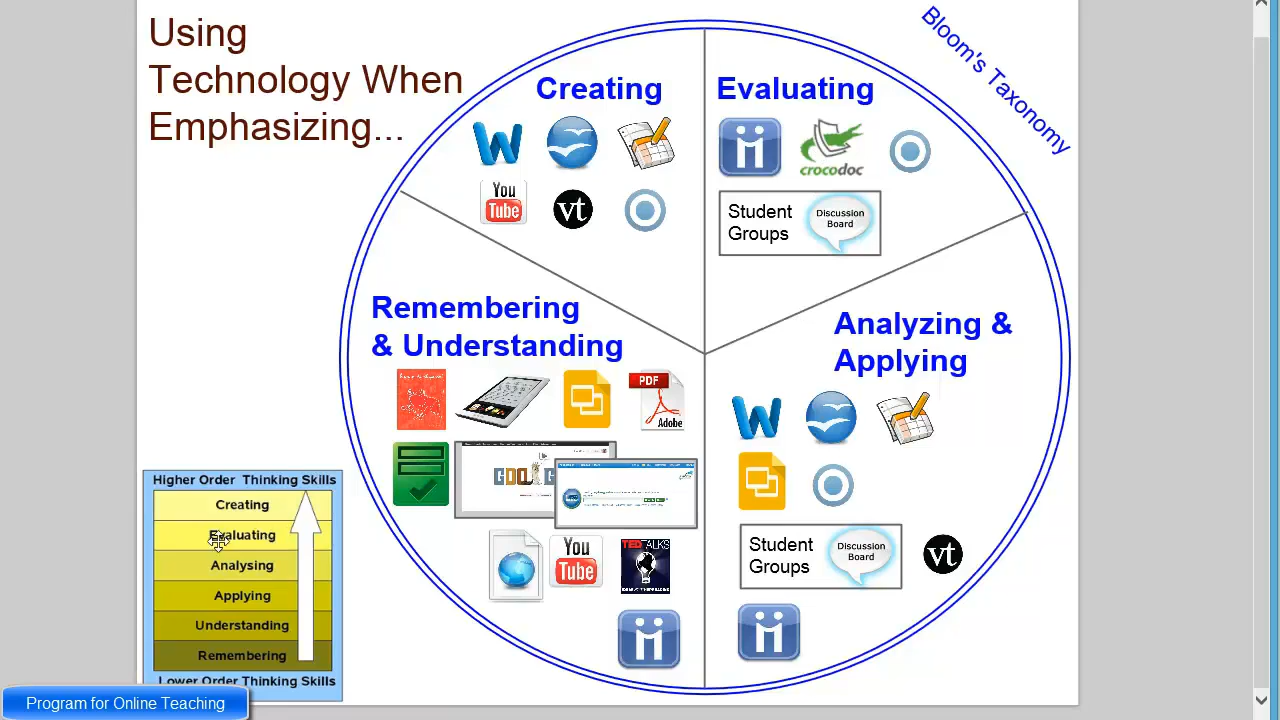 Using
Technology When
Emphasizing...
Bloom's Taxonomy
Creating
W
You
Tube
vt
Evaluating
crocodoc
Student
Groups
Discussion
Board
Remembering
& Understanding
PDF
Adobe
You
Tube
TED TALKS
Analyzing &
Applying
W
Student
Groups
Discussion
Board
vt
Higher Order Thinking Skills
Creating
Evaluating
Analysing
Applying
Understanding
Remembering
Lower Order Thinking Skills
Program for Online Teaching